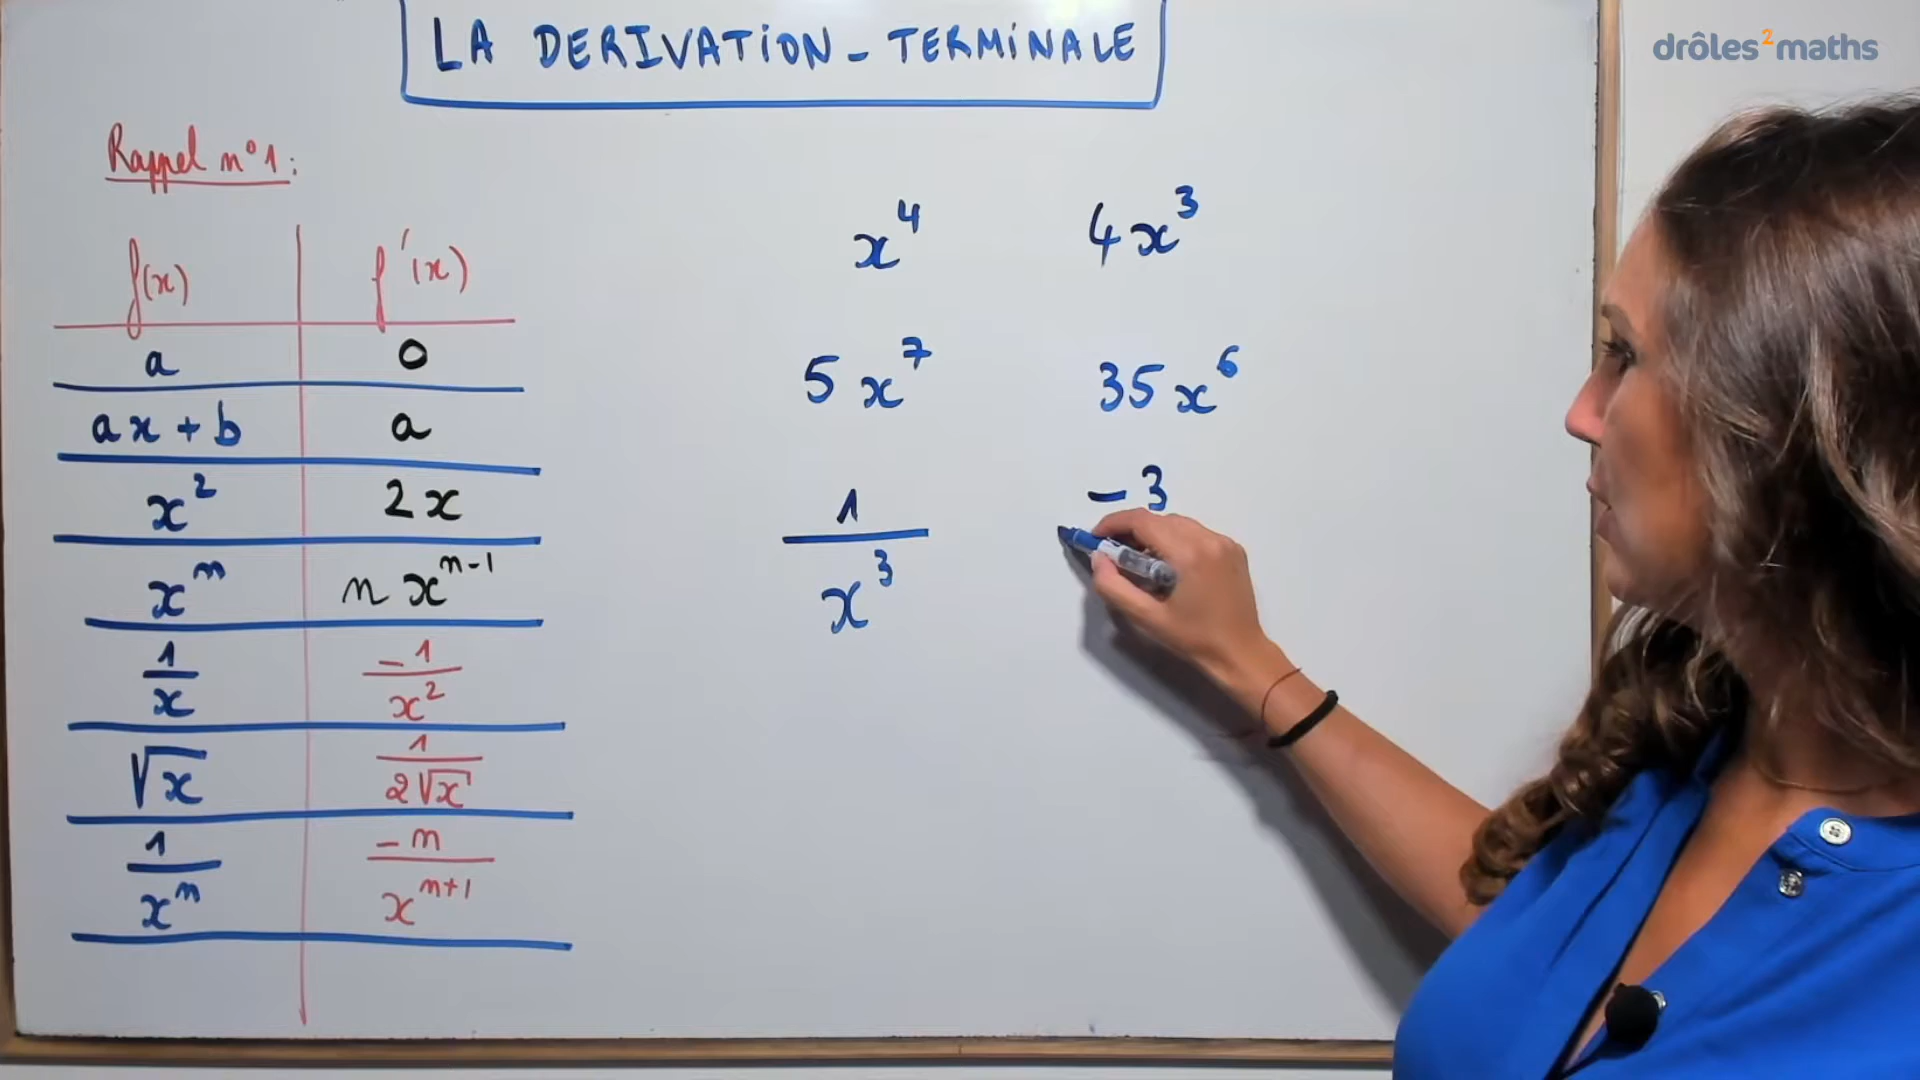 LA DERIVATION - TERMINALE
drôles²maths
Rappel n°1:
f(x) f'(x)
a 0
ax + b a
x² 2x
xⁿ n xⁿ⁻¹
1/x -1/x²
√x 1/(2√x)
1/xⁿ -n/xⁿ⁺¹
x⁴ 4x³
5x⁷ 35x⁶
1/x³ -3